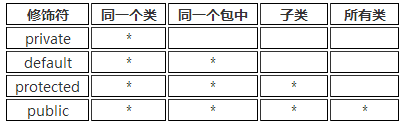 修饰符 同一个类 同一个包中 子类 所有类
private *
default * *
protected * * *
public * * * *